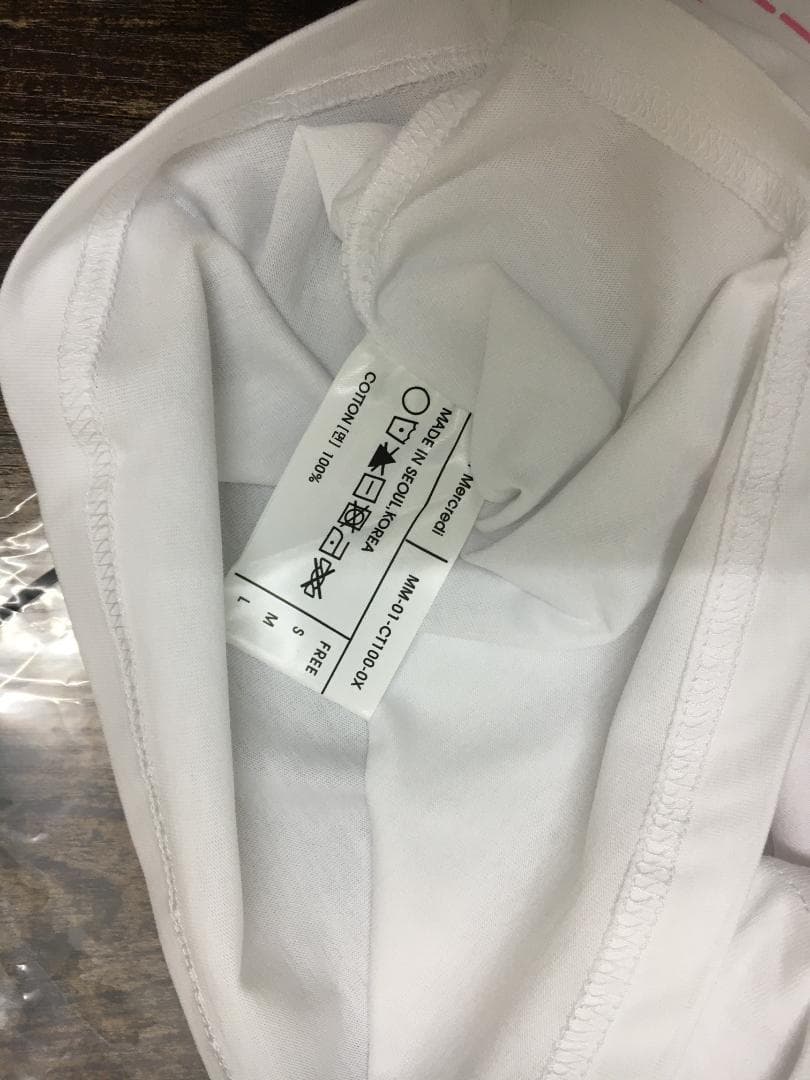 Mercredi
MM-01-CT100-0X
MADE IN SEOUL,KOREA
COTTON [면] 100%
FREE
S
M
L